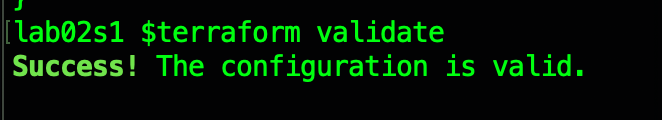 }
lab02s1 $terraform validate
Success! The configuration is valid.